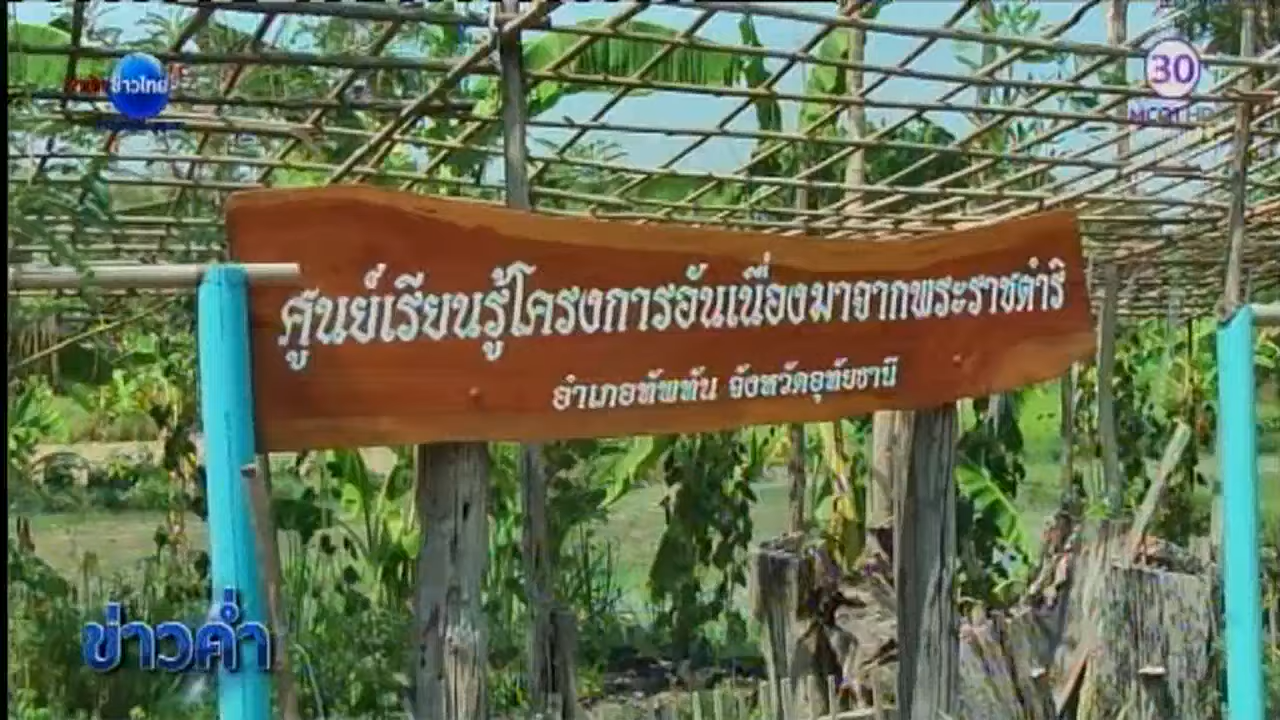 ข่าวไทย
30
MCOT HD
ศูนย์เรียนรู้โครงการอันเนื่องมาจากพระราชดำริ
อำเภอทัพทัน จังหวัดอุทัยธานี
ข่าวค่ำ